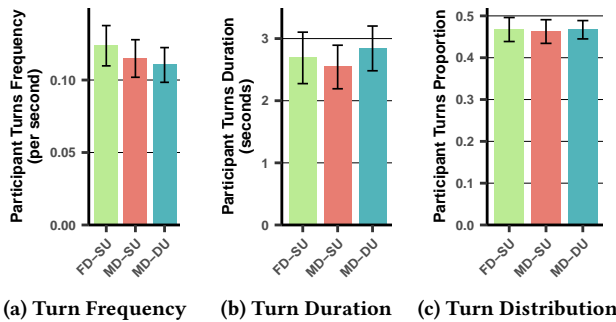 Participant Turns Frequency
(per second)
0.10
0.05
0.00
FD-SU
MD-SU
MD-DU
(a) Turn Frequency
Participant Turns Duration
(seconds)
3
2
1
0
FD-SU
MD-SU
MD-DU
(b) Turn Duration
Participant Turns Proportion
0.5
0.4
0.3
0.2
0.1
0.0
FD-SU
MD-SU
MD-DU
(c) Turn Distribution